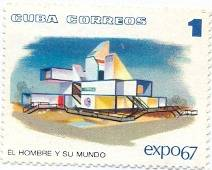 CUBA CORREOS 1
EL HOMBRE Y SU MUNDO expo67